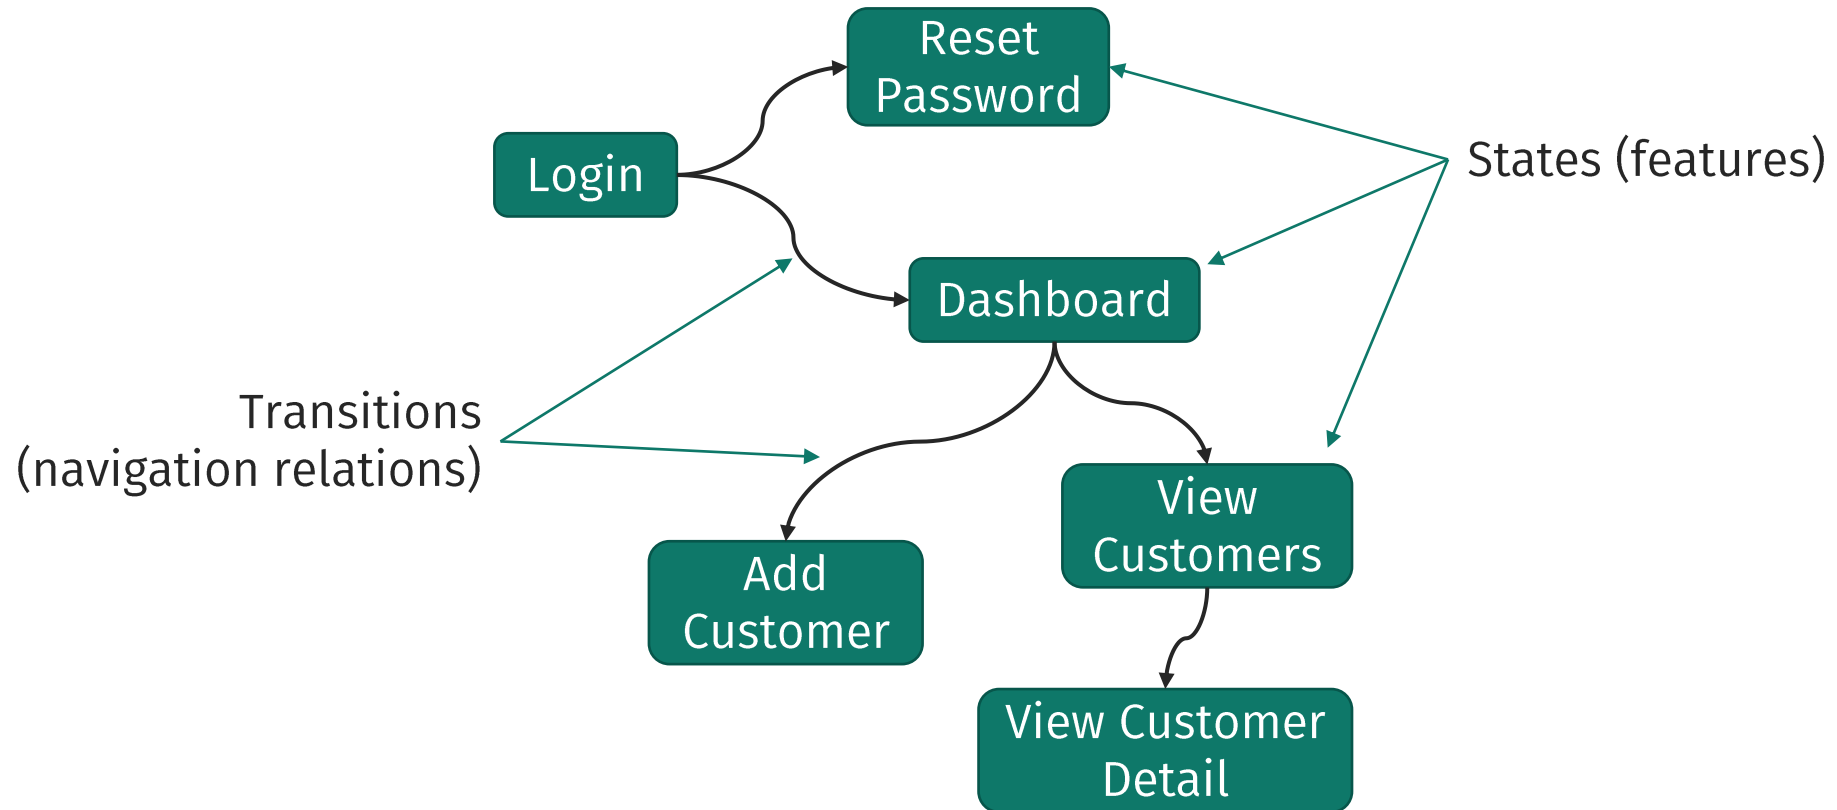 Reset
Password
Login
States (features)
Dashboard
Transitions
(navigation relations)
View
Customers
Add
Customer
View Customer
Detail